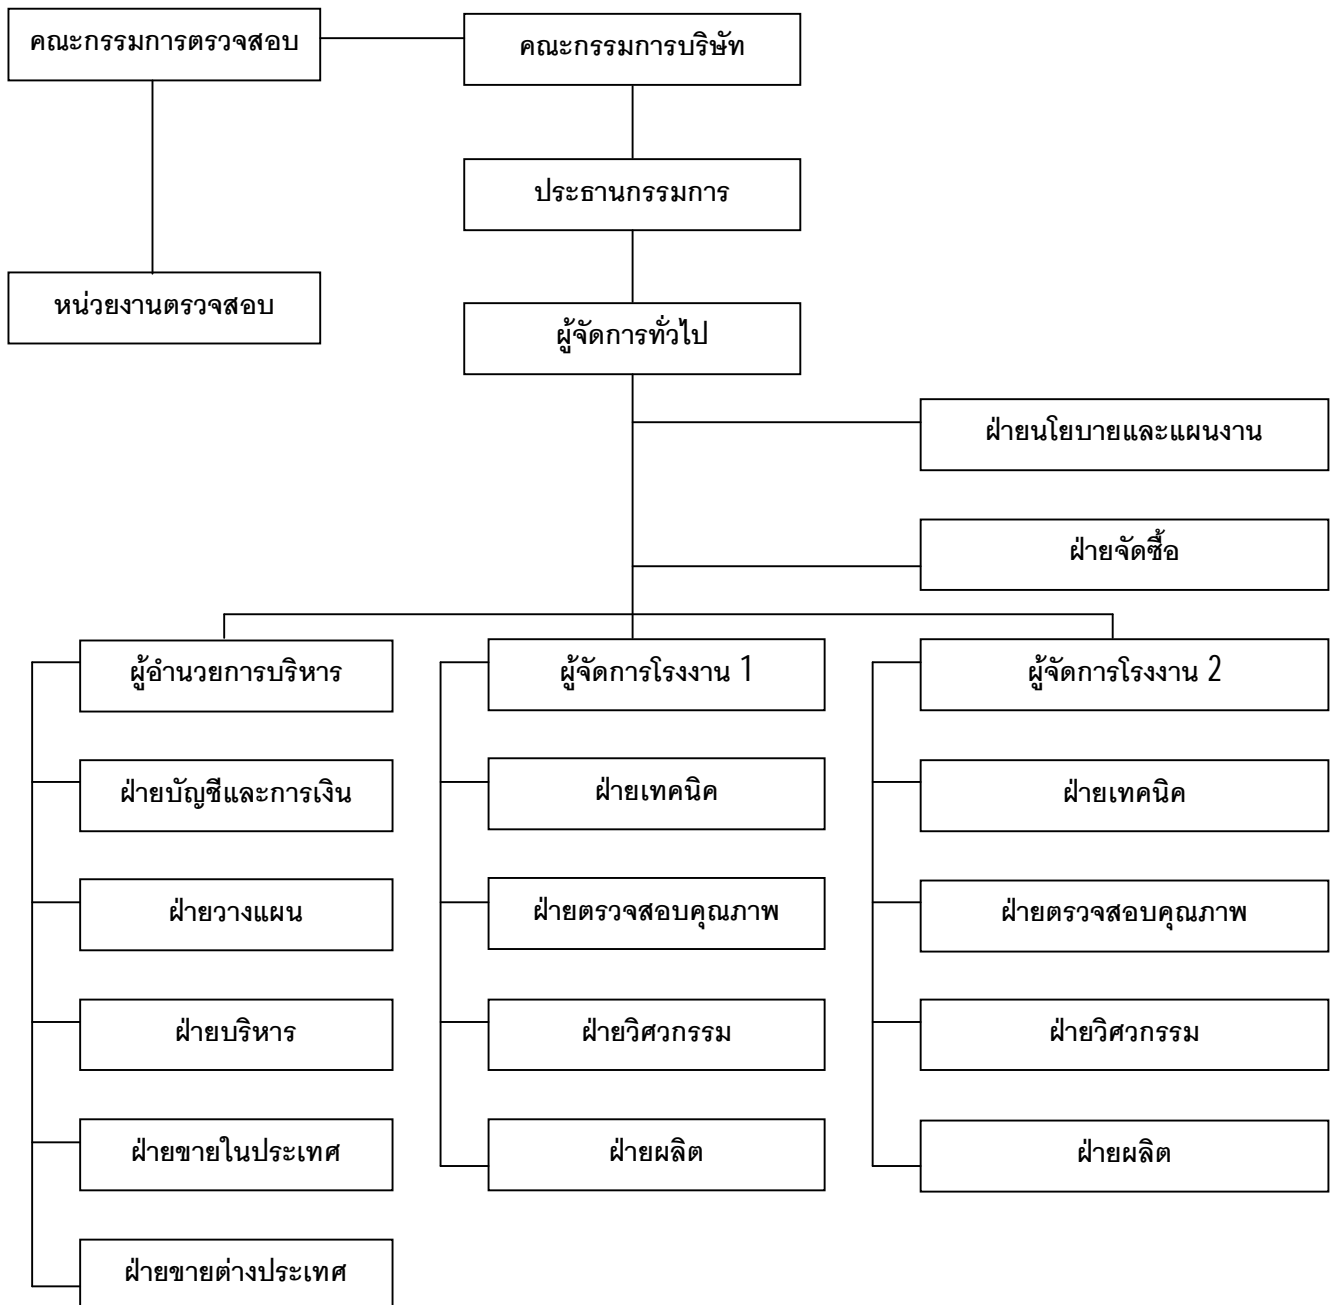 คณะกรรมการตรวจสอบ
คณะกรรมการบริษัท
ประธานกรรมการ
หน่วยงานตรวจสอบ
ผู้จัดการทั่วไป
ฝ่ายนโยบายและแผนงาน
ฝ่ายจัดซื้อ
ผู้อำนวยการบริหาร
ฝ่ายบัญชีและการเงิน
ฝ่ายวางแผน
ฝ่ายบริหาร
ฝ่ายขายในประเทศ
ฝ่ายขายต่างประเทศ
ผู้จัดการโรงงาน 1
ฝ่ายเทคนิค
ฝ่ายตรวจสอบคุณภาพ
ฝ่ายวิศวกรรม
ฝ่ายผลิต
ผู้จัดการโรงงาน 2
ฝ่ายเทคนิค
ฝ่ายตรวจสอบคุณภาพ
ฝ่ายวิศวกรรม
ฝ่ายผลิต